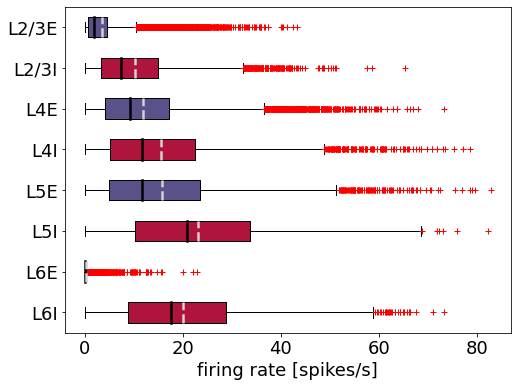 L2/3E
L2/3I
L4E
L4I
L5E
L5I
L6E
L6I
0 20 40 60 80
firing rate [spikes/s]